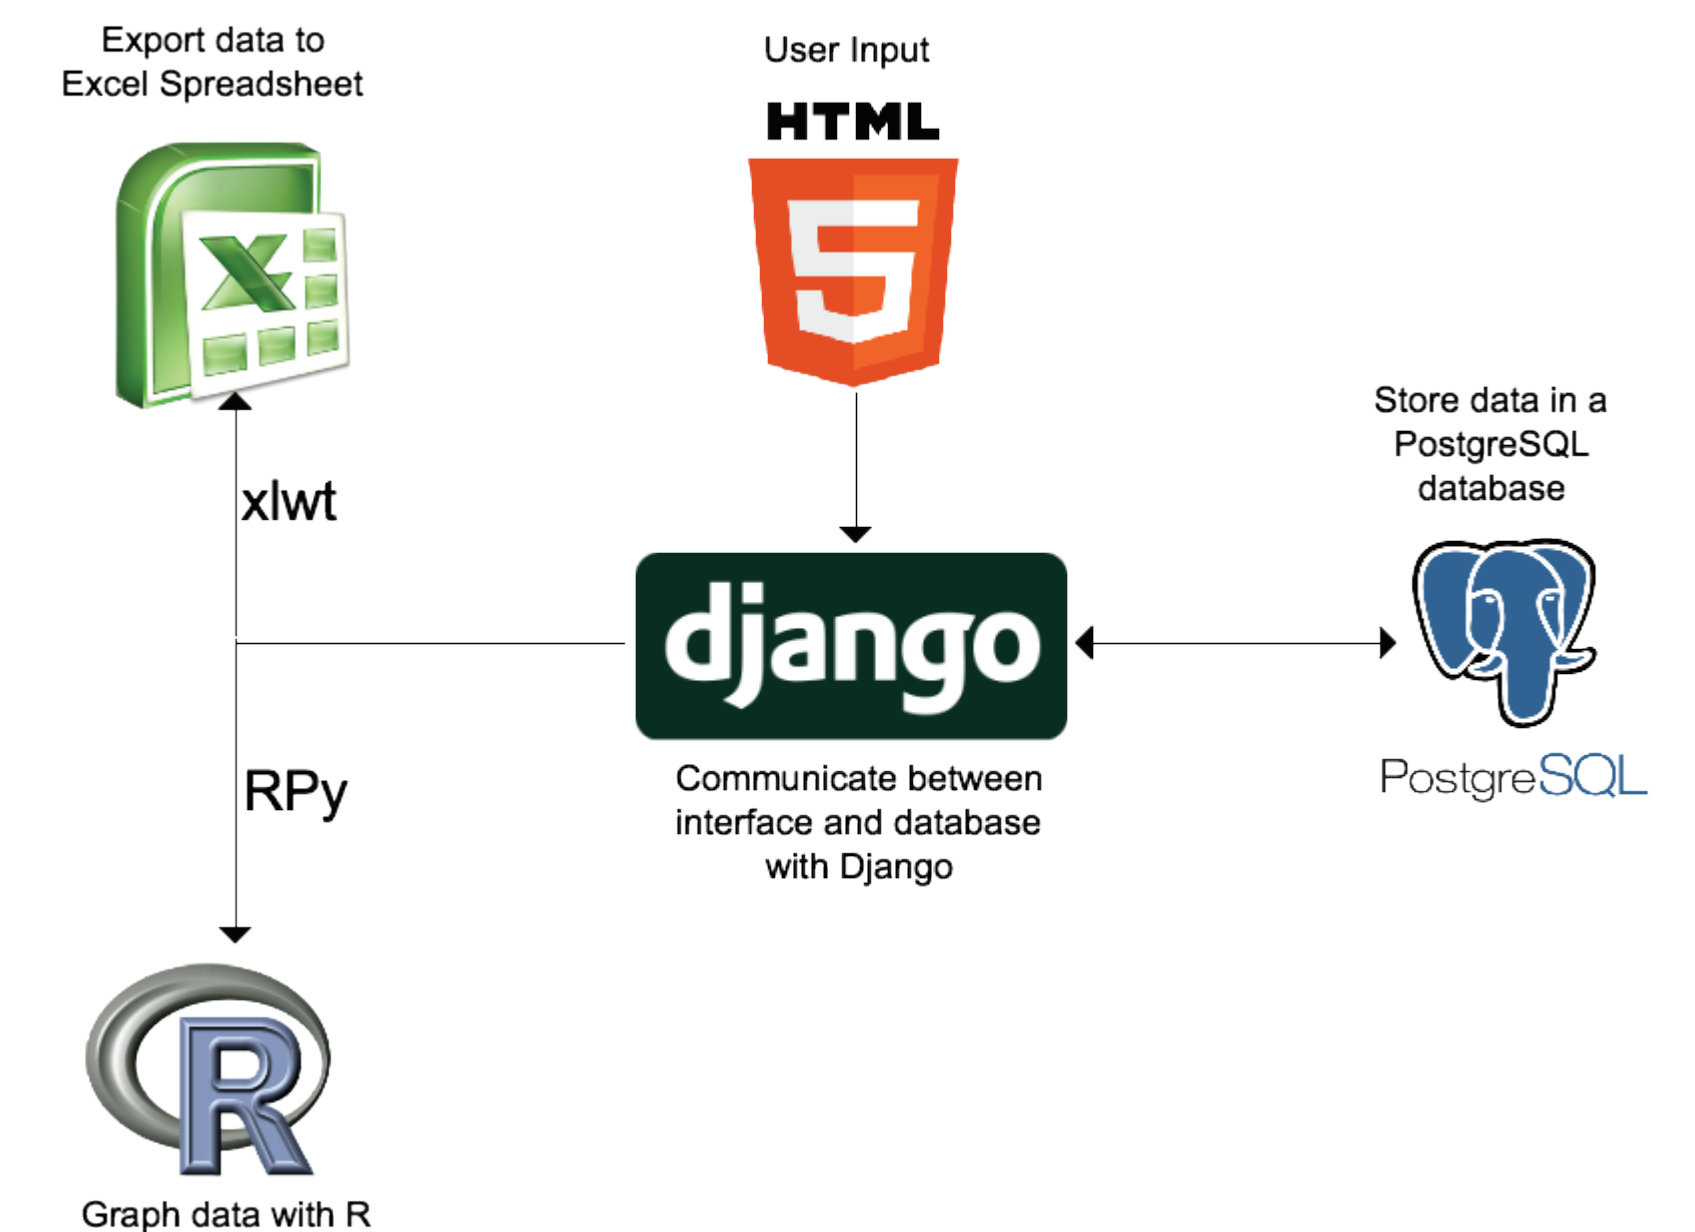 Export data to
Excel Spreadsheet
User Input
HTML
5
xlwt
Store data in a
PostgreSQL
database
django
PostgreSQL
Communicate between
interface and database
with Django
RPy
R
Graph data with R